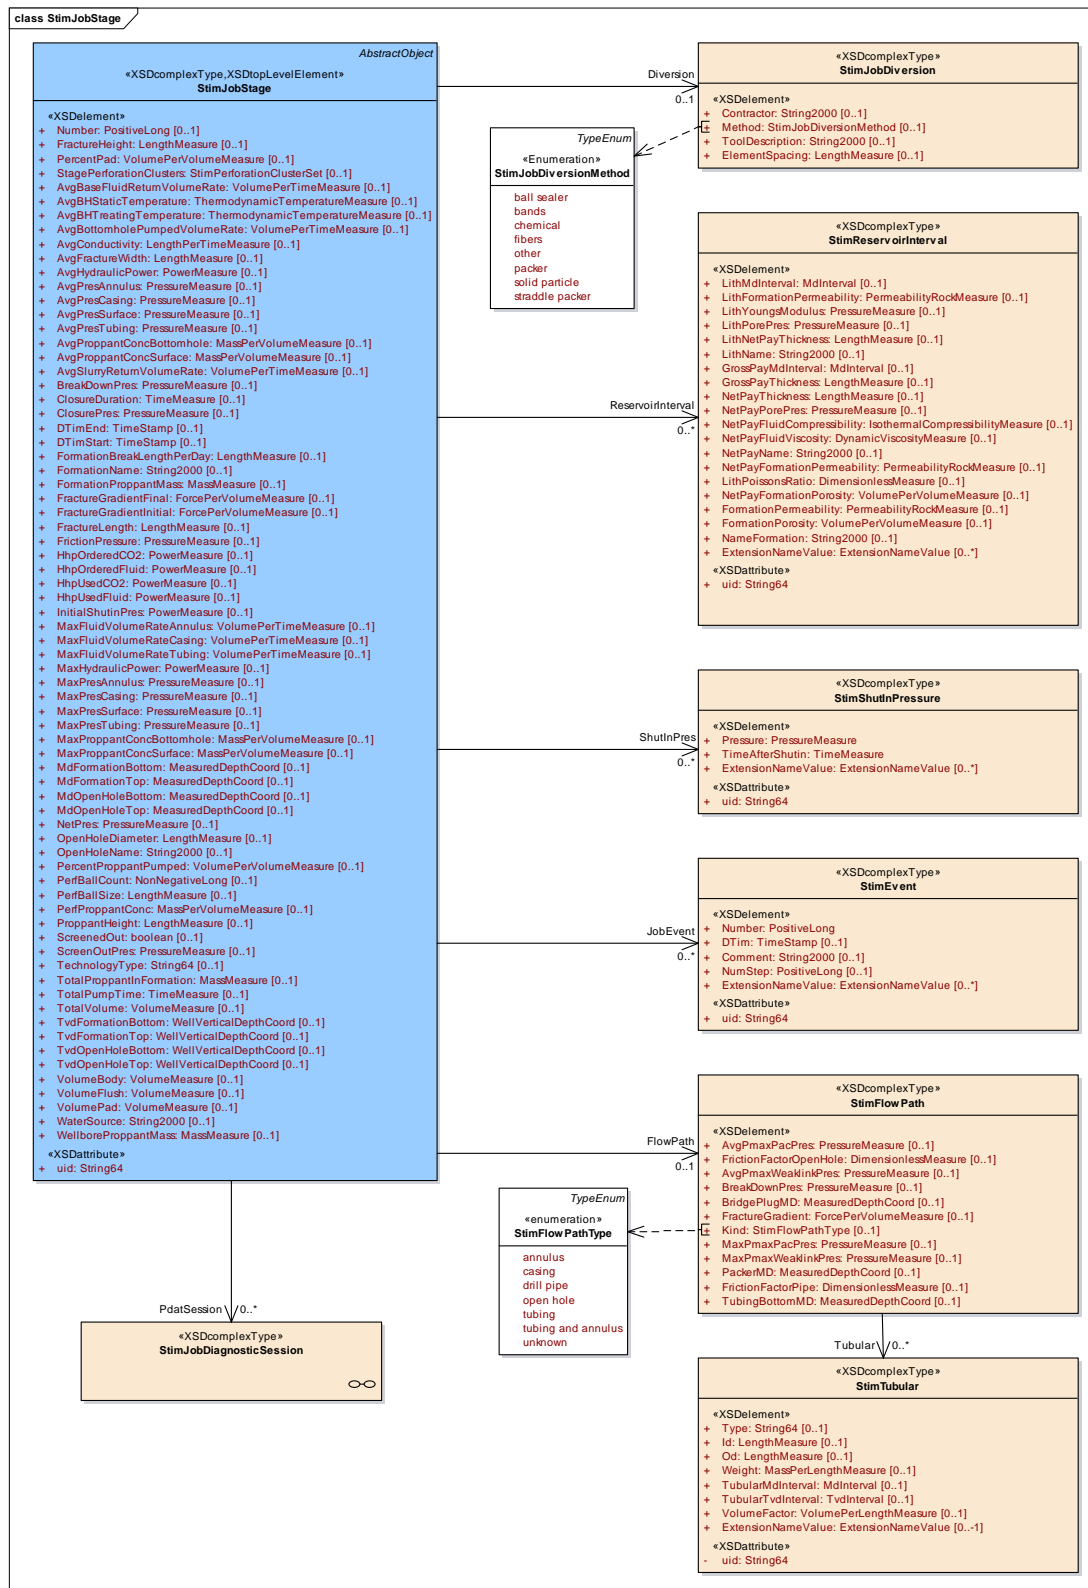 class StimJobStage
AbstractObject
«XSDcomplexType,XSDtopLevelElement»
StimJobStage
«XSDelement»
+ Number: PositiveLong [0..1]
+ FractureHeight: LengthMeasure [0..1]
+ PercentPad: VolumePerVolumeMeasure [0..1]
+ StagePerforationClusters: StimPerforationClusterSet [0..1]
+ AvgBaseFluidReturnVolumeRate: VolumePerTimeMeasure [0..1]
+ AvgBHStaticTemperature: ThermodynamicTemperatureMeasure [0..1]
+ AvgBHTreatingTemperature: ThermodynamicTemperatureMeasure [0..1]
+ AvgBottomholePumpedVolumeRate: VolumePerTimeMeasure [0..1]
+ AvgConductivity: LengthPerTimeMeasure [0..1]
+ AvgFractureWidth: LengthMeasure [0..1]
+ AvgHydraulicPower: PowerMeasure [0..1]
+ AvgPresAnnulus: PressureMeasure [0..1]
+ AvgPresCasing: PressureMeasure [0..1]
+ AvgPresSurface: PressureMeasure [0..1]
+ AvgPresTubing: PressureMeasure [0..1]
+ AvgProppantConcBottomhole: MassPerVolumeMeasure [0..1]
+ AvgProppantConcSurface: MassPerVolumeMeasure [0..1]
+ AvgSlurryReturnVolumeRate: VolumePerTimeMeasure [0..1]
+ BreakDownPres: PressureMeasure [0..1]
+ ClosureDuration: TimeMeasure [0..1]
+ ClosurePres: PressureMeasure [0..1]
+ DTimEnd: TimeStamp [0..1]
+ DTimStart: TimeStamp [0..1]
+ FormationBreakLengthPerDay: LengthMeasure [0..1]
+ FormationName: String2000 [0..1]
+ FormationProppantMass: MassMeasure [0..1]
+ FractureGradientFinal: ForcePerVolumeMeasure [0..1]
+ FractureGradientInitial: ForcePerVolumeMeasure [0..1]
+ FractureLength: LengthMeasure [0..1]
+ FrictionPressure: PressureMeasure [0..1]
+ HhpOrderedCO2: PowerMeasure [0..1]
+ HhpOrderedFluid: PowerMeasure [0..1]
+ HhpUsedCO2: PowerMeasure [0..1]
+ HhpUsedFluid: PowerMeasure [0..1]
+ InitialShutinPres: PowerMeasure [0..1]
+ MaxFluidVolumeRateAnnulus: VolumePerTimeMeasure [0..1]
+ MaxFluidVolumeRateCasing: VolumePerTimeMeasure [0..1]
+ MaxFluidVolumeRateTubing: VolumePerTimeMeasure [0..1]
+ MaxHydraulicPower: PowerMeasure [0..1]
+ MaxPresAnnulus: PressureMeasure [0..1]
+ MaxPresCasing: PressureMeasure [0..1]
+ MaxPresSurface: PressureMeasure [0..1]
+ MaxPresTubing: PressureMeasure [0..1]
+ MaxProppantConcBottomhole: MassPerVolumeMeasure [0..1]
+ MaxProppantConcSurface: MassPerVolumeMeasure [0..1]
+ MdFormationBottom: MeasuredDepthCoord [0..1]
+ MdFormationTop: MeasuredDepthCoord [0..1]
+ MdOpenHoleBottom: MeasuredDepthCoord [0..1]
+ MdOpenHoleTop: MeasuredDepthCoord [0..1]
+ NetPres: PressureMeasure [0..1]
+ OpenHoleDiameter: LengthMeasure [0..1]
+ OpenHoleName: String2000 [0..1]
+ PercentProppantPumped: VolumePerVolumeMeasure [0..1]
+ PerfBallCount: NonNegativeLong [0..1]
+ PerfBallSize: LengthMeasure [0..1]
+ PerfProppantConc: MassPerVolumeMeasure [0..1]
+ ProppantHeight: LengthMeasure [0..1]
+ ScreenedOut: boolean [0..1]
+ ScreenOutPres: PressureMeasure [0..1]
+ TechnologyType: String64 [0..1]
+ TotalProppantInFormation: MassMeasure [0..1]
+ TotalPumpTime: TimeMeasure [0..1]
+ TotalVolume: VolumeMeasure [0..1]
+ TvdFormationBottom: WellVerticalDepthCoord [0..1]
+ TvdFormationTop: WellVerticalDepthCoord [0..1]
+ TvdOpenHoleBottom: WellVerticalDepthCoord [0..1]
+ TvdOpenHoleTop: WellVerticalDepthCoord [0..1]
+ VolumeBody: VolumeMeasure [0..1]
+ VolumeFlush: VolumeMeasure [0..1]
+ VolumePad: VolumeMeasure [0..1]
+ WaterSource: String2000 [0..1]
+ WellboreProppantMass: MassMeasure [0..1]
«XSDattribute»
+ uid: String64
Diversion
0..1
«XSDcomplexType»
StimJobDiversion
«XSDelement»
+ Contractor: String2000 [0..1]
+ Method: StimJobDiversionMethod [0..1]
+ ToolDescription: String2000 [0..1]
+ ElementSpacing: LengthMeasure [0..1]
TypeEnum
«Enumeration»
StimJobDiversionMethod
ball sealer
bands
chemical
fibers
other
packer
solid particle
straddle packer
ReservoirInterval
0..*
«XSDcomplexType»
StimReservoirInterval
«XSDelement»
+ LithMdInterval: MdInterval [0..1]
+ LithFormationPermeability: PermeabilityRockMeasure [0..1]
+ LithYoungsModulus: PressureMeasure [0..1]
+ LithPorePres: PressureMeasure [0..1]
+ LithNetPayThickness: LengthMeasure [0..1]
+ LithName: String2000 [0..1]
+ GrossPayMdInterval: MdInterval [0..1]
+ GrossPayThickness: LengthMeasure [0..1]
+ NetPayThickness: LengthMeasure [0..1]
+ NetPayPorePres: PressureMeasure [0..1]
+ NetPayFluidCompressibility: IsothermalCompressibilityMeasure [0..1]
+ NetPayFluidViscosity: DynamicViscosityMeasure [0..1]
+ NetPayName: String2000 [0..1]
+ NetPayFormationPermeability: PermeabilityRockMeasure [0..1]
+ LithPoissonsRatio: DimensionlessMeasure [0..1]
+ NetPayFormationPorosity: VolumePerVolumeMeasure [0..1]
+ FormationPermeability: PermeabilityRockMeasure [0..1]
+ FormationPorosity: VolumePerVolumeMeasure [0..1]
+ NameFormation: String2000 [0..1]
+ ExtensionNameValue: ExtensionNameValue [0..*]
«XSDattribute»
+ uid: String64
ShutInPres
0..*
«XSDcomplexType»
StimShutInPressure
«XSDelement»
+ Pressure: PressureMeasure
+ TimeAfterShutin: TimeMeasure
+ ExtensionNameValue: ExtensionNameValue [0..*]
«XSDattribute»
+ uid: String64
JobEvent
0..*
«XSDcomplexType»
StimEvent
«XSDelement»
+ Number: PositiveLong
+ DTim: TimeStamp [0..1]
+ Comment: String2000 [0..1]
+ NumStep: PositiveLong [0..1]
+ ExtensionNameValue: ExtensionNameValue [0..*]
«XSDattribute»
+ uid: String64
FlowPath
0..1
«XSDcomplexType»
StimFlowPath
«XSDelement»
+ AvgPmaxPacPres: PressureMeasure [0..1]
+ FrictionFactorOpenHole: DimensionlessMeasure [0..1]
+ AvgPmaxWeaklinkPres: PressureMeasure [0..1]
+ BreakDownPres: PressureMeasure [0..1]
+ BridgePlugMD: MeasuredDepthCoord [0..1]
+ FractureGradient: ForcePerVolumeMeasure [0..1]
+ Kind: StimFlowPathType [0..1]
+ MaxPmaxPacPres: PressureMeasure [0..1]
+ MaxPmaxWeaklinkPres: PressureMeasure [0..1]
+ PackerMD: MeasuredDepthCoord [0..1]
+ FrictionFactorPipe: DimensionlessMeasure [0..1]
+ TubingBottomMD: MeasuredDepthCoord [0..1]
TypeEnum
«enumeration»
StimFlowPathType
annulus
casing
drill pipe
open hole
tubing
tubing and annulus
unknown
PdatSession
0..*
«XSDcomplexType»
StimJobDiagnosticSession
Tubular
0..*
«XSDcomplexType»
StimTubular
«XSDelement»
+ Type: String64 [0..1]
+ Id: LengthMeasure [0..1]
+ Od: LengthMeasure [0..1]
+ Weight: MassPerLengthMeasure [0..1]
+ TubularMdInterval: MdInterval [0..1]
+ TubularTvdInterval: TvdInterval [0..1]
+ VolumeFactor: VolumePerLengthMeasure [0..1]
+ ExtensionNameValue: ExtensionNameValue [0..-1]
«XSDattribute»
- uid: String64